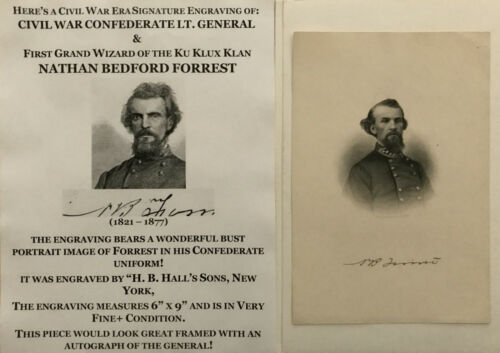 HERE'S A CIVIL WAR ERA SIGNATURE ENGRAVING OF:
CIVIL WAR CONFEDERATE LT. GENERAL
&
FIRST GRAND WIZARD OF THE KU KLUX KLAN
NATHAN BEDFORD FORREST
(1821 – 1877)
THE ENGRAVING BEARS A WONDERFUL BUST
PORTRAIT IMAGE OF FORREST IN HIS CONFEDERATE
UNIFORM!
IT WAS ENGRAVED BY "H. B. HALL'S SONS, NEW
YORK,
THE ENGRAVING MEASURES 6" X 9" AND IS IN VERY
FINE+ CONDITION.
THIS PIECE WOULD LOOK GREAT FRAMED WITH AN
AUTOGRAPH OF THE GENERAL!